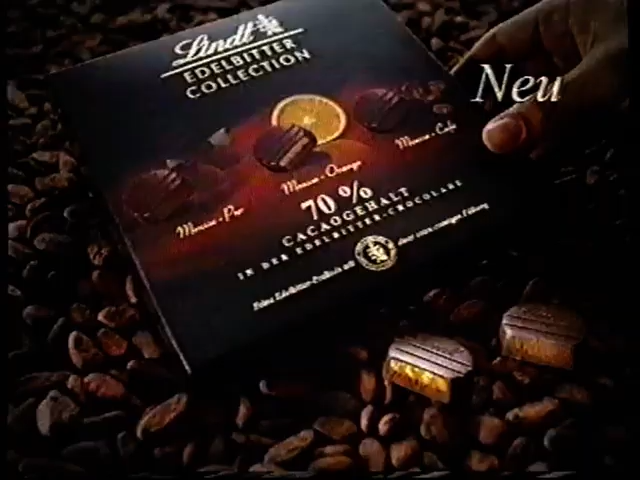 Lindt
EDELBITTER
COLLECTION
Neu
Mousse-Pur
Mousse-Orange
Mousse-Café
70 %
CACAOGEHALT
IN DER EDELBITTER-CHOCOLADE